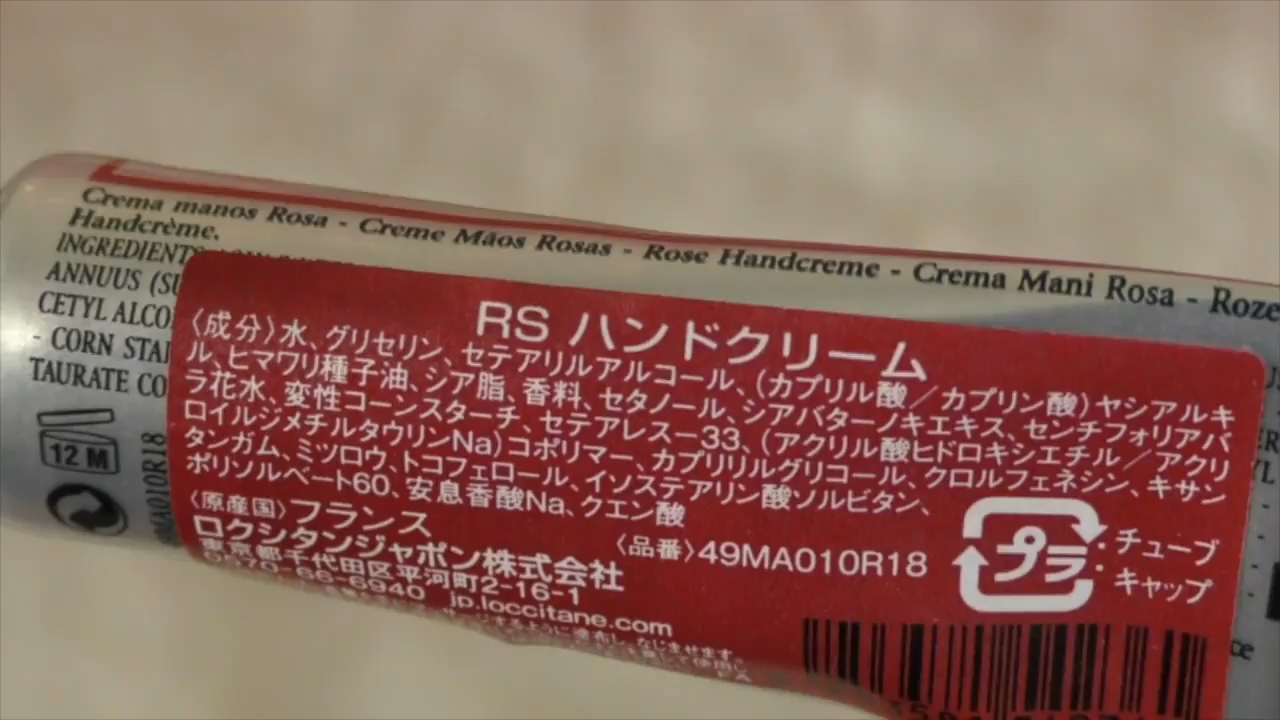 Crema manos Rosa - Creme Mãos Rosas - Rose Handcreme - Crema Mani Rosa - Roze
Handcrème.
INGREDIENTS
ANNUUS
CETYL
- CORN
TAURATE
12 M
RS ハンドクリーム
〈成分〉水、グリセリン、セテアリルアルコール、(カプリル酸／カプリン酸)ヤシアルキ
ル、ヒマワリ種子油、シア脂、香料、セタノール、シアバターノキエキス、センチフォリアバ
ラ花水、変性コーンスターチ、セテアレス－33、(アクリル酸ヒドロキシエチル／アクリ
ロイルジメチルタウリンNa)コポリマー、カプリリルグリコール、クロルフェネシン、キサン
タンガム、ミツロウ、トコフェロール、イソステアリン酸ソルビタン、
ポリソルベート60、安息香酸Na、クエン酸
〈原産国〉フランス
〈品番〉49MA010R18
ロクシタンジャポン株式会社
東京都千代田区平河町2-16-1
0570-66-6940 jp.loccitane.com
するように塗布し、なじませます。
プラ
チューブ
キャップ